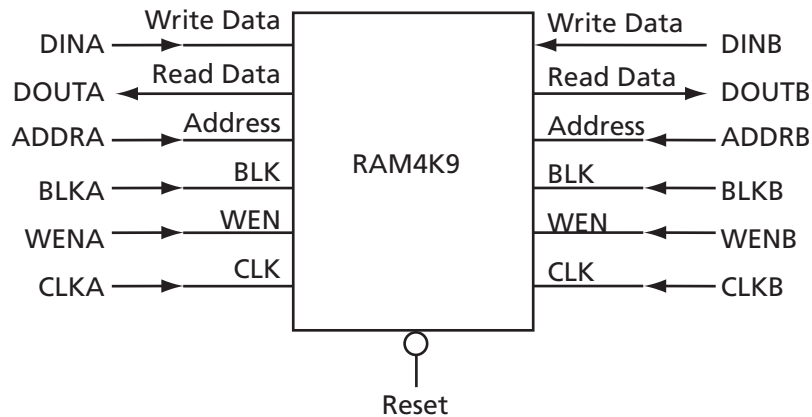 DINA Write Data Write Data DINB
DOUTA Read Data Read Data DOUTB
ADDRA Address Address ADDRB
BLKA BLK RAM4K9 BLK BLKB
WENA WEN WEN WENB
CLKA CLK CLK CLKB
Reset